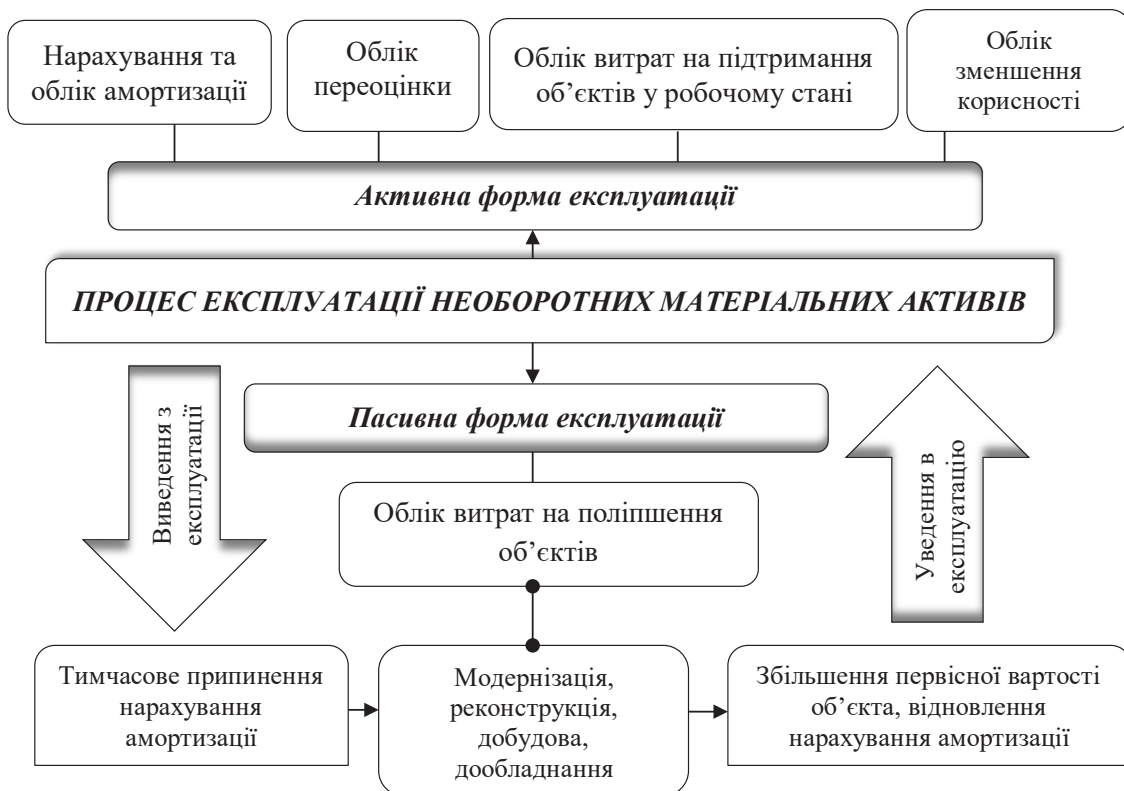 Нарахування та
облік амортизації
Облік
переоцінки
Облік витрат на підтримання
об’єктів у робочому стані
Облік
зменшення
корисності
Активна форма експлуатації
ПРОЦЕС ЕКСПЛУАТАЦІЇ НЕОБОРОТНИХ МАТЕРІАЛЬНИХ АКТИВІВ
Виведення з
експлуатації
Пасивна форма експлуатації
Облік витрат на поліпшення
об’єктів
Уведення в
експлуатацію
Тимчасове припинення
нарахування
амортизації
Модернізація,
реконструкція,
добудова,
дообладнання
Збільшення первісної вартості
об’єкта, відновлення
нарахування амортизації